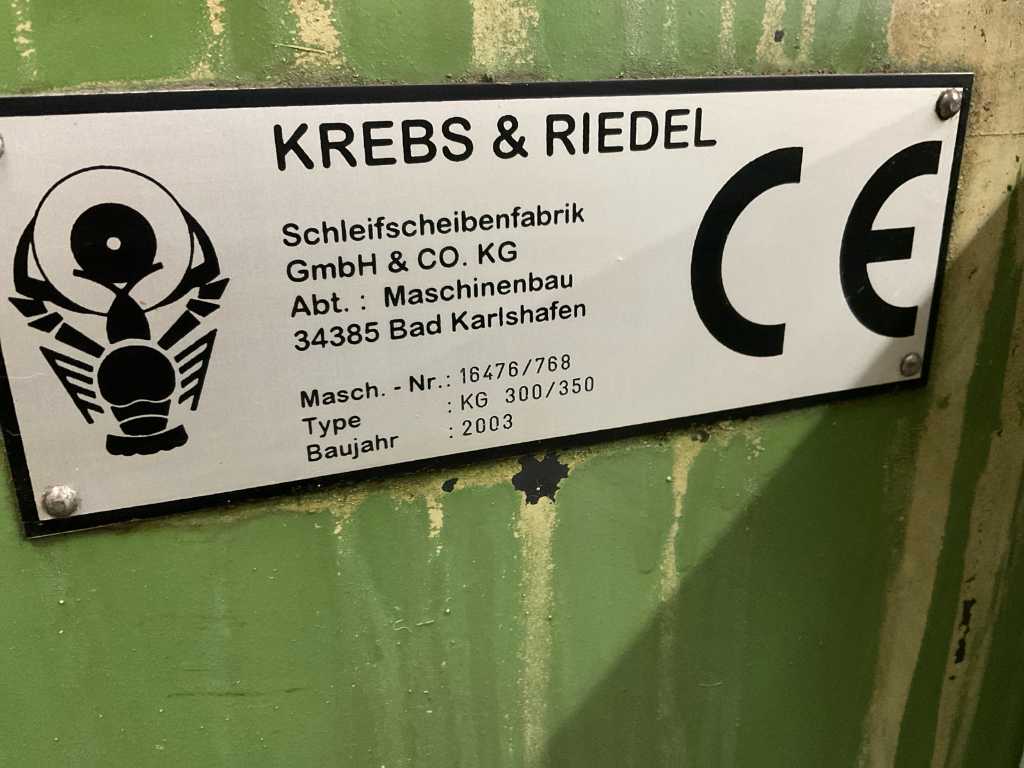 KREBS & RIEDEL
Schleifscheibenfabrik
GmbH & CO. KG
Abt. : Maschinenbau
34385 Bad Karlshafen
CE
Masch. - Nr.: 16476/768
Type : KG 300/350
Baujahr : 2003